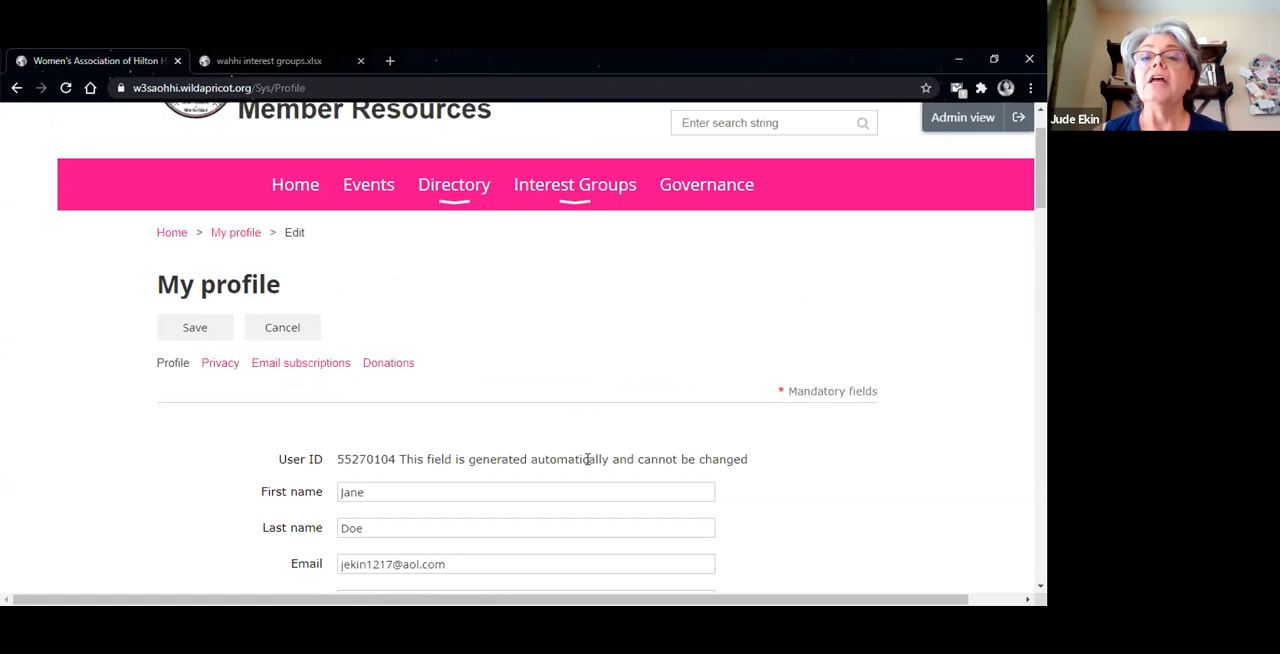 Women's Association of Hilton H
wahhi interest groups.xlsx
w3saohhi.wildapricot.org/Sys/Profile
Member Resources
Enter search string
Admin view
Jude Ekin
Home Events Directory Interest Groups Governance
Home > My profile > Edit
My profile
Save Cancel
Profile Privacy Email subscriptions Donations
* Mandatory fields
User ID 55270104 This field is generated automatically and cannot be changed
First name Jane
Last name Doe
Email jekin1217@aol.com